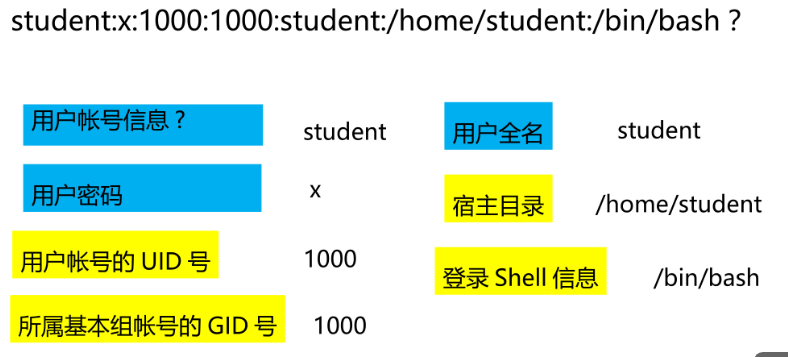 student:x:1000:1000:student:/home/student:/bin/bash？
用户帐号信息？ student
用户密码 x
用户帐号的 UID 号 1000
所属基本组帐号的 GID 号 1000
用户全名 student
宿主目录 /home/student
登录 Shell 信息 /bin/bash